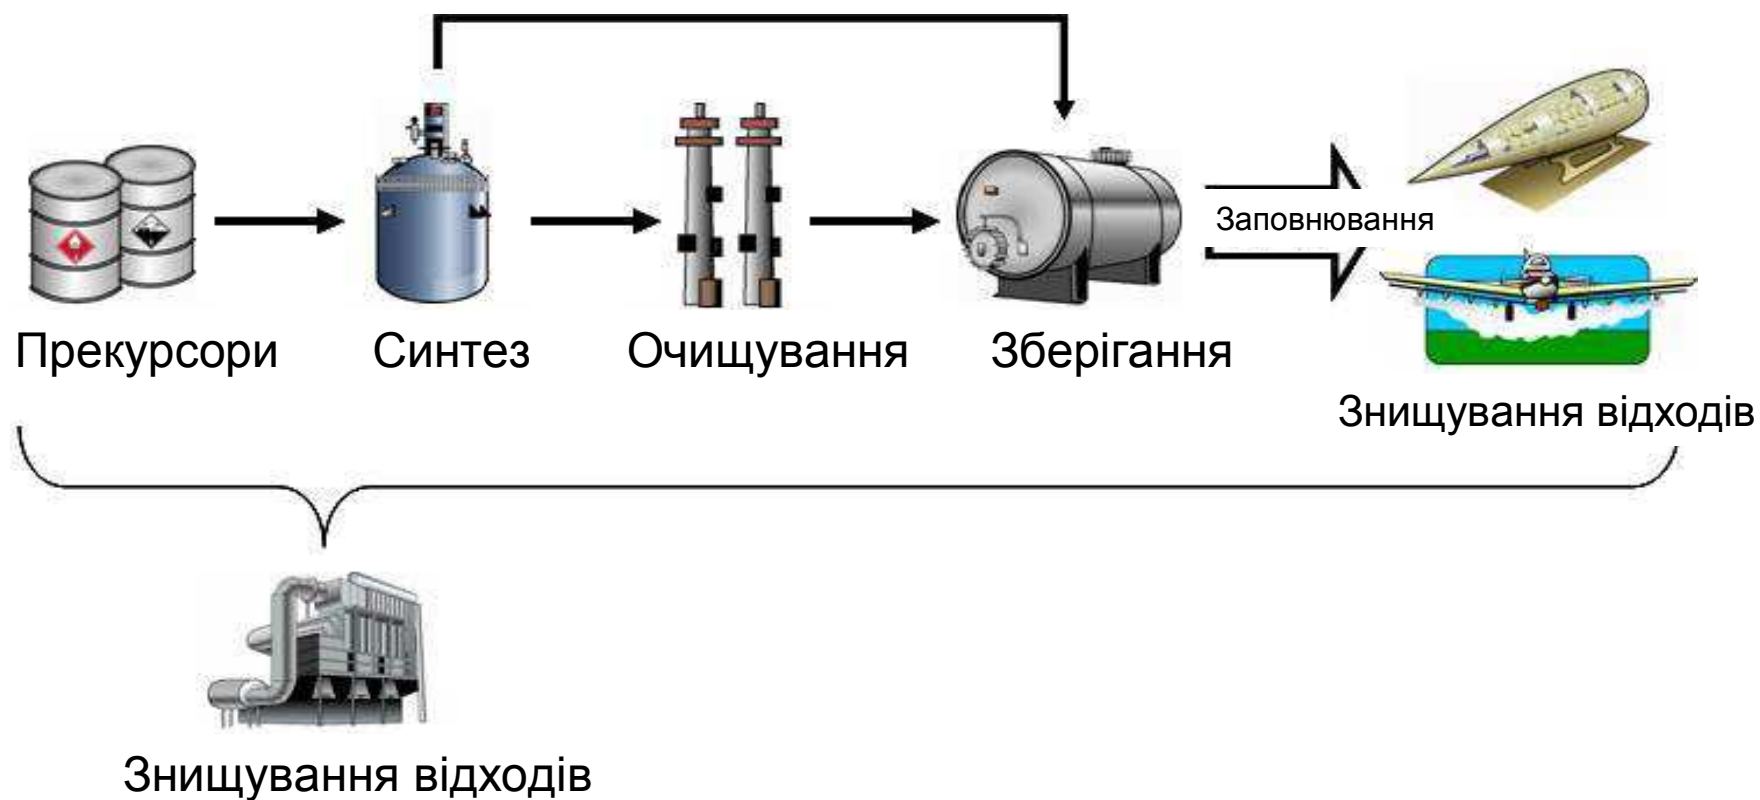 Заповнювання
Прекурсори
Синтез
Очищування
Зберігання
Знищування відходів
Знищування відходів